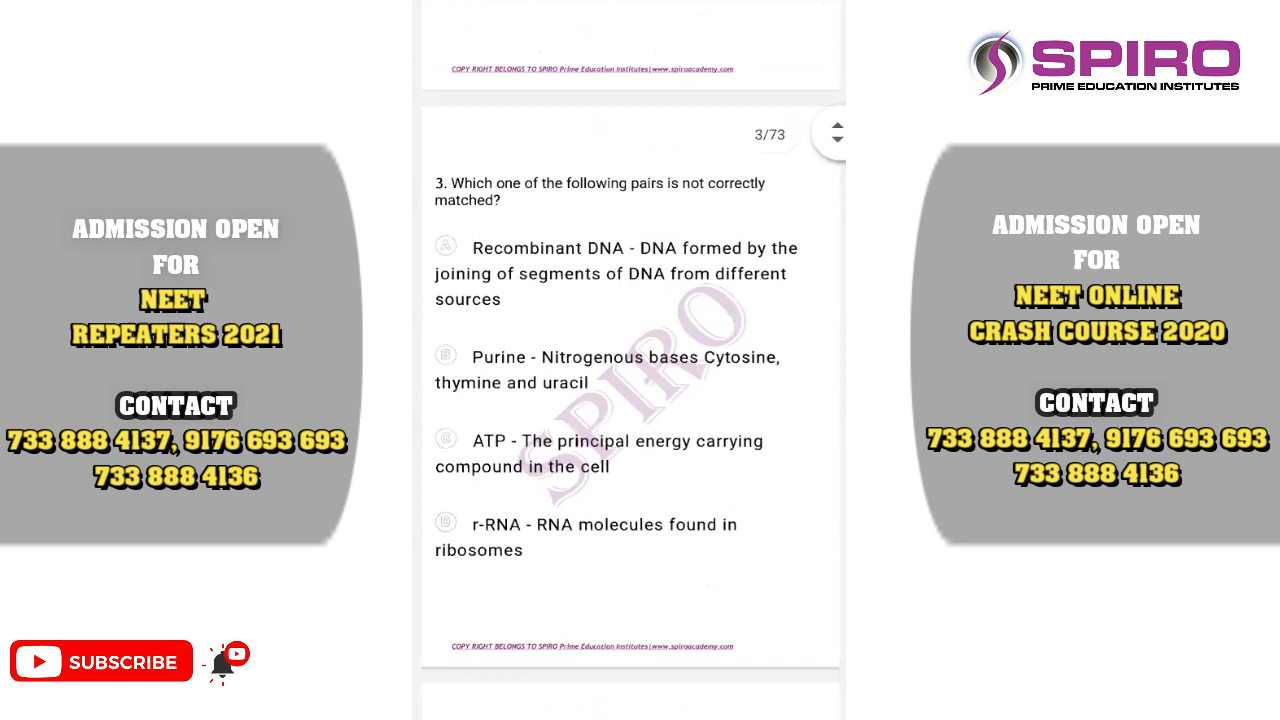 COPY RIGHT BELONGS TO SPIRO Prime Education Institutes|www.spiroacademy.com
SPIRO
PRIME EDUCATION INSTITUTES
3/73
ADMISSION OPEN
FOR
NEET
REPEATERS 2021
CONTACT
733 888 4137, 9176 693 693
733 888 4136
3. Which one of the following pairs is not correctly
matched?
A Recombinant DNA - DNA formed by the
joining of segments of DNA from different
sources
B Purine - Nitrogenous bases Cytosine,
thymine and uracil
C ATP - The principal energy carrying
compound in the cell
D r-RNA - RNA molecules found in
ribosomes
SPIRO
COPY RIGHT BELONGS TO SPIRO Prime Education Institutes|www.spiroacademy.com
ADMISSION OPEN
FOR
NEET ONLINE
CRASH COURSE 2020
CONTACT
733 888 4137, 9176 693 693
733 888 4136
SUBSCRIBE